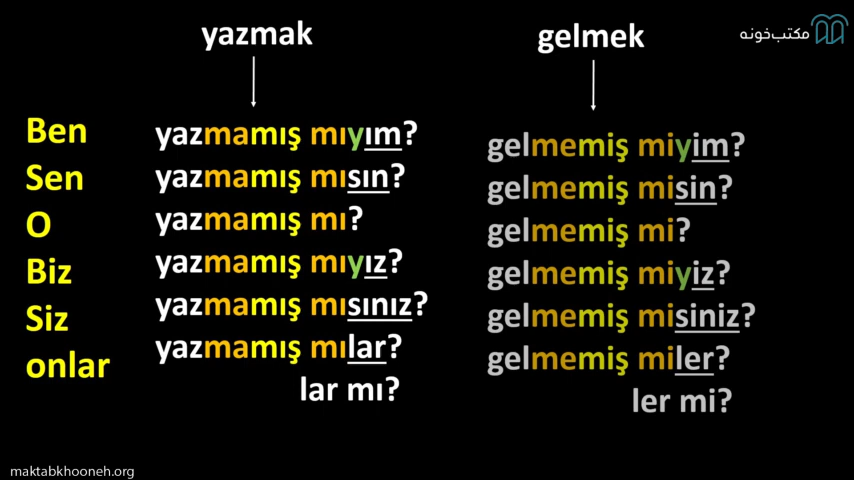 yazmak
gelmek
مکتب‌خونه
Ben
yazmamış mıyım?
gelmemiş miyim?
Sen
yazmamış mısın?
gelmemiş misin?
O
yazmamış mı?
gelmemiş mi?
Biz
yazmamış mıyız?
gelmemiş miyiz?
Siz
yazmamış mısınız?
gelmemiş misiniz?
onlar
yazmamış mılar?
gelmemiş miler?
lar mı?
ler mi?
maktabkhooneh.org